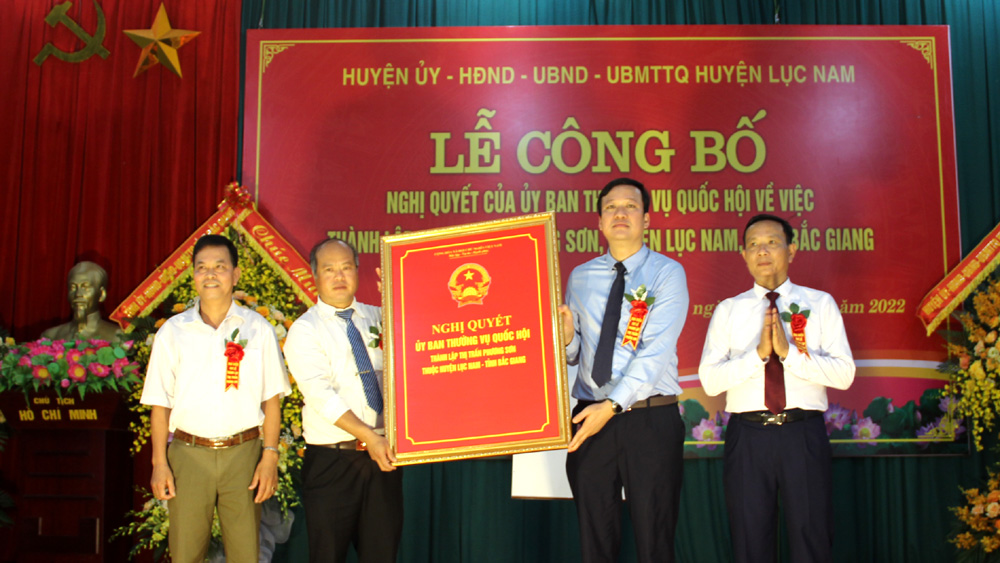 HUYỆN ỦY - HĐND - UBND - UBMTTQ HUYỆN LỤC NAM
LỄ CÔNG BỐ
NGHỊ QUYẾT CỦA ỦY BAN TH VỤ QUỐC HỘI VỀ VIỆC
THÀNH LẬP SƠN, LỤC NAM, BẮC GIANG
năm 2022
Chúc
NGHỊ QUYẾT
ỦY BAN THƯỜNG VỤ QUỐC HỘI
THÀNH LẬP THỊ TRẤN PHƯƠNG SƠN
THUỘC HUYỆN LỤC NAM - TỈNH BẮC GIANG
CHỦ TỊCH
HỒ CHÍ MINH